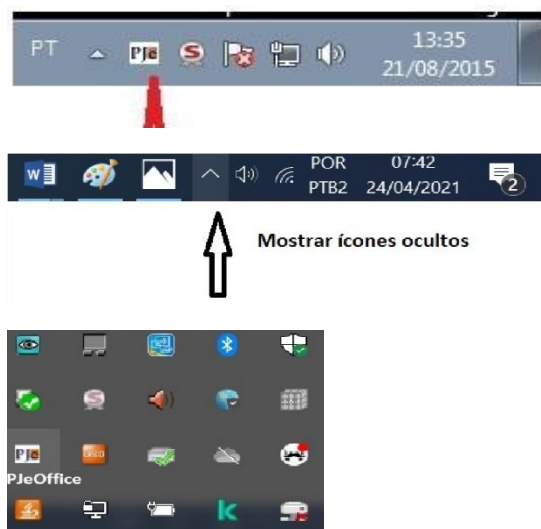 PT PJe S 13:35
21/08/2015
W POR 07:42
PTB2 24/04/2021 2
Mostrar ícones ocultos
S
PJe
PJeOffice
k